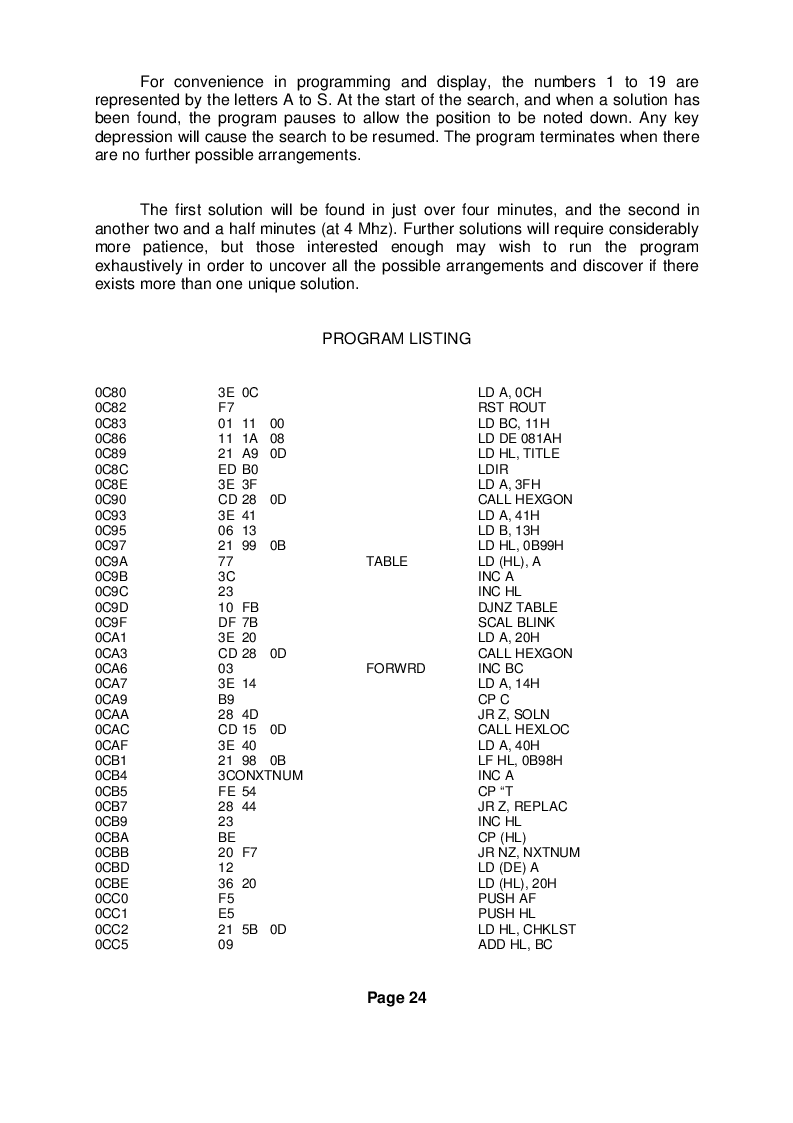 For convenience in programming and display, the numbers 1 to 19 are
represented by the letters A to S. At the start of the search, and when a solution has
been found, the program pauses to allow the position to be noted down. Any key
depression will cause the search to be resumed. The program terminates when there
are no further possible arrangements.
The first solution will be found in just over four minutes, and the second in
another two and a half minutes (at 4 Mhz). Further solutions will require considerably
more patience, but those interested enough may wish to run the program
exhaustively in order to uncover all the possible arrangements and discover if there
exists more than one unique solution.
PROGRAM LISTING
0C80 3E 0C LD A, 0CH
0C82 F7 RST ROUT
0C83 01 11 00 LD BC, 11H
0C86 11 1A 08 LD DE 081AH
0C89 21 A9 0D LD HL, TITLE
0C8C ED B0 LDIR
0C8E 3E 3F LD A, 3FH
0C90 CD 28 0D CALL HEXGON
0C93 3E 41 LD A, 41H
0C95 06 13 LD B, 13H
0C97 21 99 0B LD HL, 0B99H
0C9A 77 TABLE LD (HL), A
0C9B 3C INC A
0C9C 23 INC HL
0C9D 10 FB DJNZ TABLE
0C9F DF 7B SCAL BLINK
0CA1 3E 20 LD A, 20H
0CA3 CD 28 0D CALL HEXGON
0CA6 03 FORWRD INC BC
0CA7 3E 14 LD A, 14H
0CA9 B9 CP C
0CAA 28 4D JR Z, SOLN
0CAC CD 15 0D CALL HEXLOC
0CAF 3E 40 LD A, 40H
0CB1 21 98 0B LF HL, 0B98H
0CB4 3CONXTNUM INC A
0CB5 FE 54 CP “T
0CB7 28 44 JR Z, REPLAC
0CB9 23 INC HL
0CBA BE CP (HL)
0CBB 20 F7 JR NZ, NXTNUM
0CBD 12 LD (DE) A
0CBE 36 20 LD (HL), 20H
0CC0 F5 PUSH AF
0CC1 E5 PUSH HL
0CC2 21 5B 0D LD HL, CHKLST
0CC5 09 ADD HL, BC
Page 24